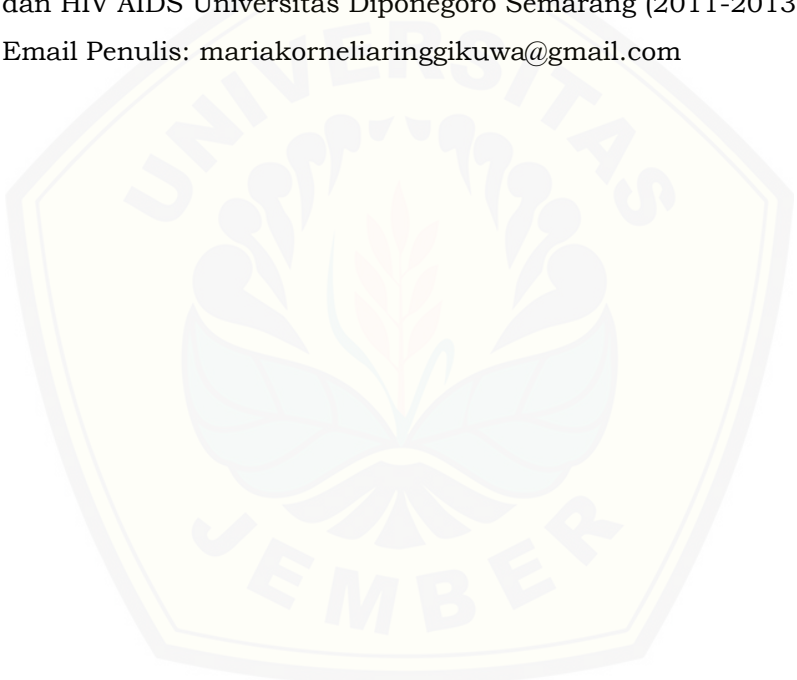 dan HIV AIDS Universitas Diponegoro Semarang (2011-2013
Email Penulis: mariakorneliaringgikuwa@gmail.com
UNIVERSITAS
JEMBER